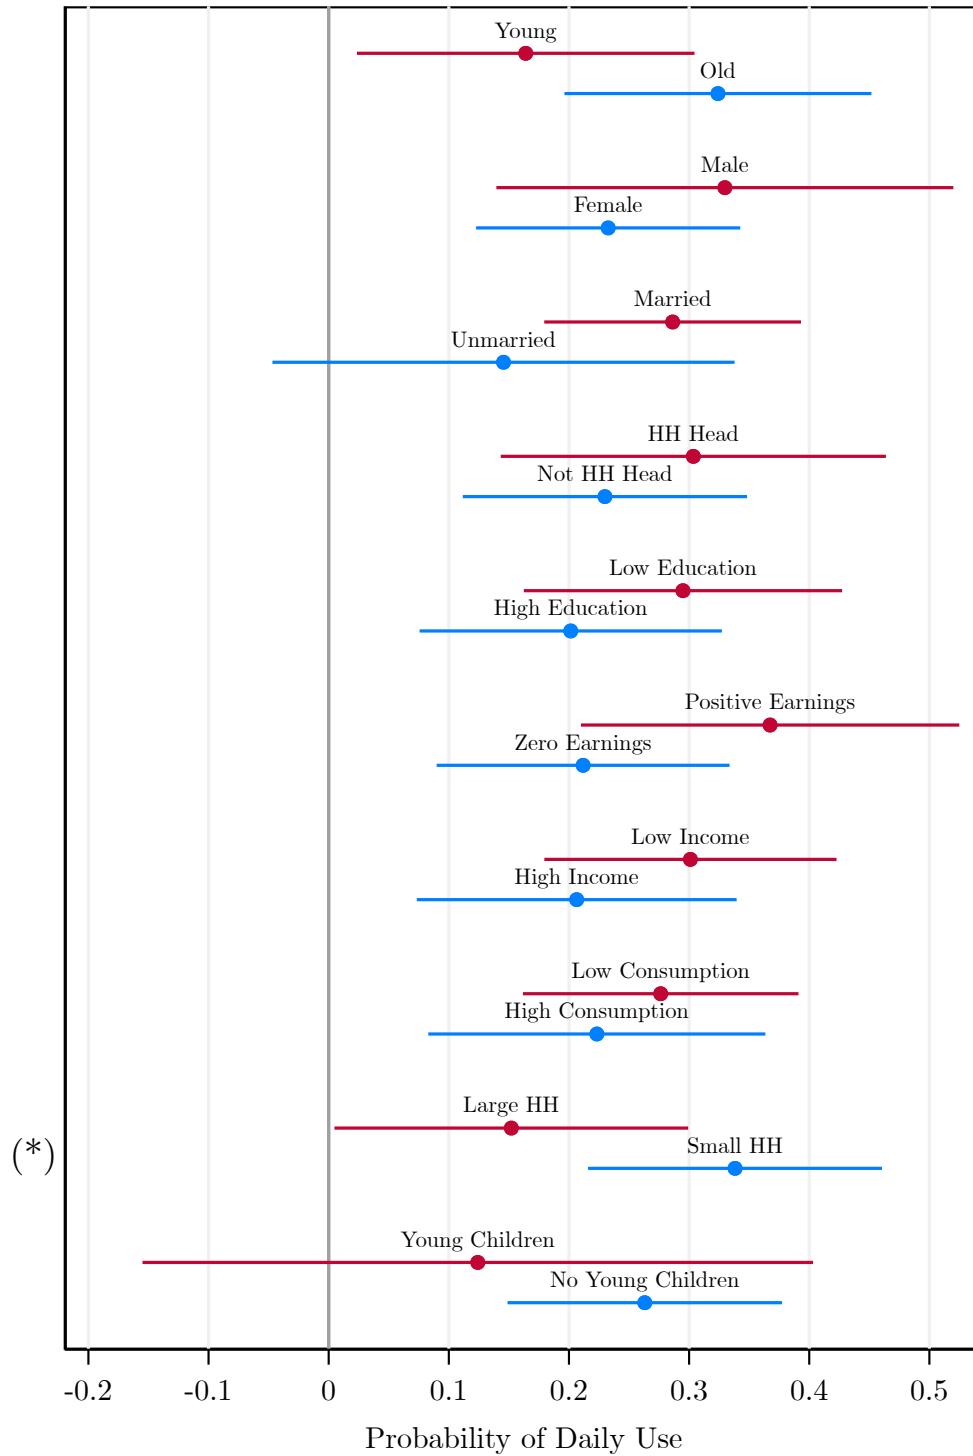 Young
Old
Male
Female
Married
Unmarried
HH Head
Not HH Head
Low Education
High Education
Positive Earnings
Zero Earnings
Low Income
High Income
Low Consumption
High Consumption
Large HH
(*)
Small HH
Young Children
No Young Children
-0.2 -0.1 0 0.1 0.2 0.3 0.4 0.5
Probability of Daily Use